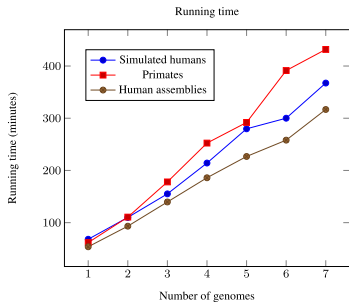 Running time
Simulated humans
Primates
Human assemblies
Running time (minutes)
400
300
200
100
1 2 3 4 5 6 7
Number of genomes